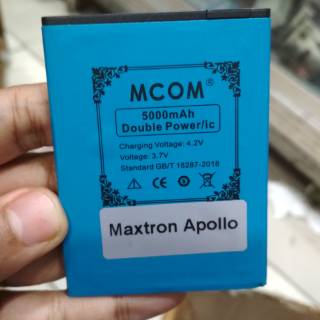 MCOM®
5000mAh
Double Power/ic
Charging Voltage: 4.2V
Voltage: 3.7V
Standard GB/T 18287-2018
Maxtron Apollo